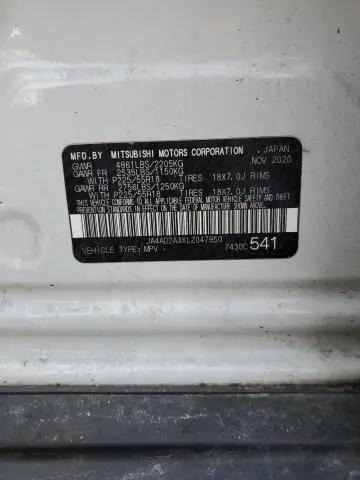 MFD.BY MITSUBISHI MOTORS CORPORATION, JAPAN
GVWR 4861LBS/2205KG NOV 2020
GAWR FR 2535LBS/1150KG
WITH P225/55R18 TIRES 18X7.0J RIMS
GAWR RR 2756LBS/1250KG
WITH P225/55R18 TIRES 18X7.0J RIMS
THIS VEHICLE CONFORMS TO ALL APPLICABLE FEDERAL MOTOR
VEHICLE SAFETY AND THEFT PREVENTION STANDARDS IN
EFFECT ON THE DATE OF MANUFACTURE SHOWN ABOVE.
JA4AD2A3XLZ047950
VEHICLE TYPE: MPV - 7430C 541